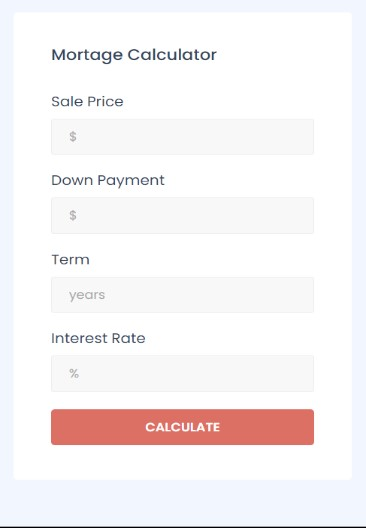 Mortage Calculator
Sale Price
$
Down Payment
$
Term
years
Interest Rate
%
CALCULATE